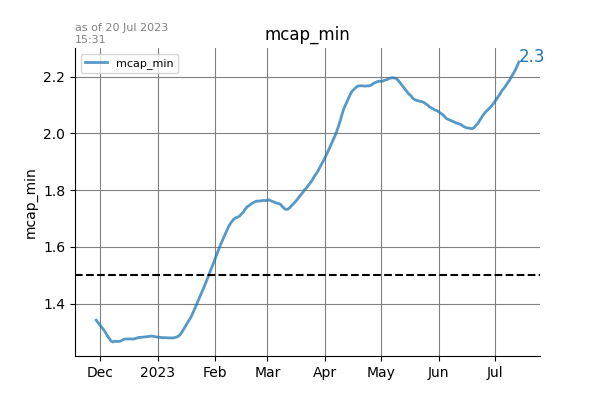 as of 20 Jul 2023
15:31
mcap_min
mcap_min
2.3
2.2
2.0
1.8
1.6
1.4
mcap_min
Dec 2023 Feb Mar Apr May Jun Jul